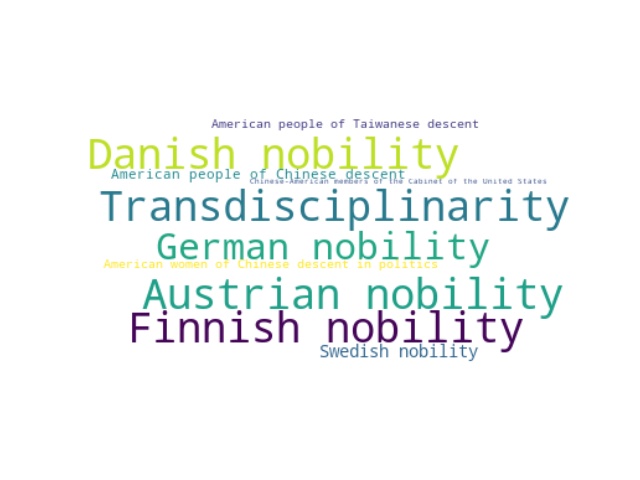 American people of Taiwanese descent
Danish nobility
American people of Chinese descent
Chinese-American members of the Cabinet of the United States
Transdisciplinarity
German nobility
American women of Chinese descent in politics
Austrian nobility
Finnish nobility
Swedish nobility